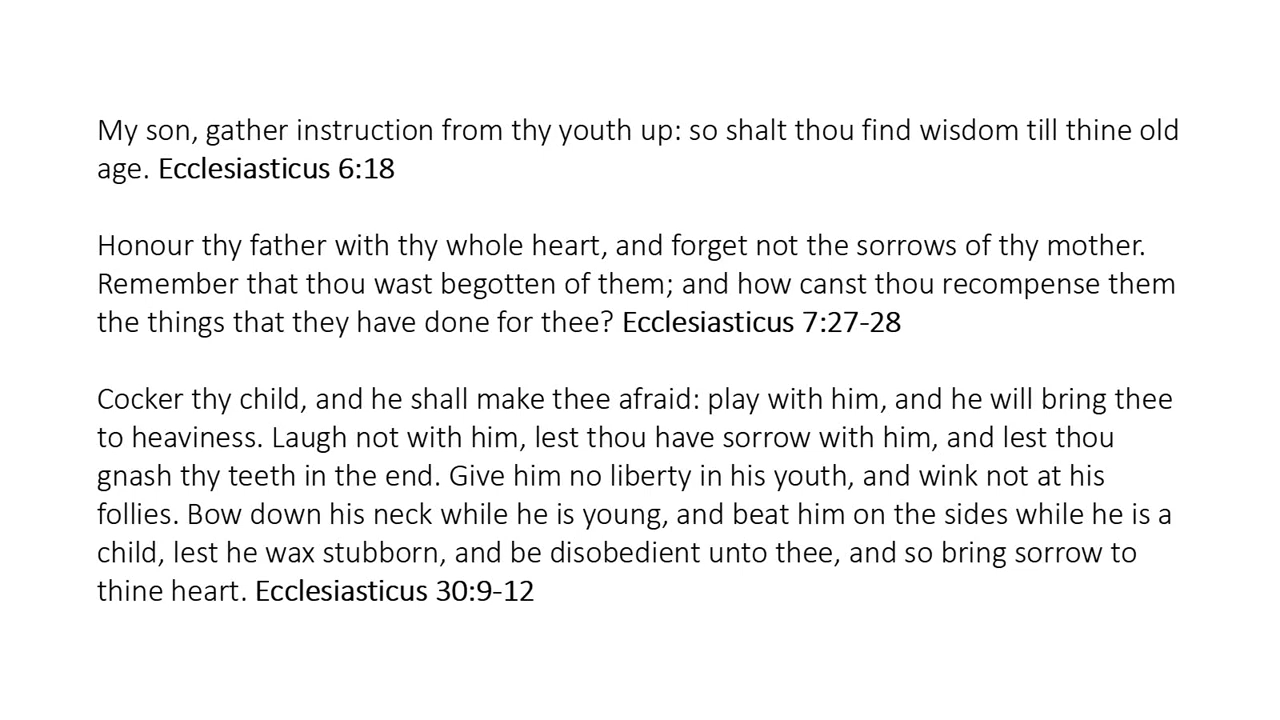 My son, gather instruction from thy youth up: so shalt thou find wisdom till thine old
age. Ecclesiasticus 6:18
Honour thy father with thy whole heart, and forget not the sorrows of thy mother.
Remember that thou wast begotten of them; and how canst thou recompense them
the things that they have done for thee? Ecclesiasticus 7:27-28
Cocker thy child, and he shall make thee afraid: play with him, and he will bring thee
to heaviness. Laugh not with him, lest thou have sorrow with him, and lest thou
gnash thy teeth in the end. Give him no liberty in his youth, and wink not at his
follies. Bow down his neck while he is young, and beat him on the sides while he is a
child, lest he wax stubborn, and be disobedient unto thee, and so bring sorrow to
thine heart. Ecclesiasticus 30:9-12